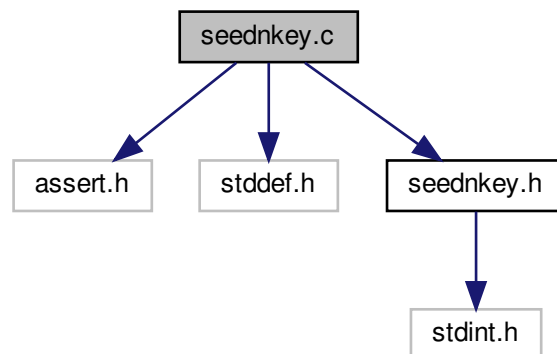 seednkey.c
assert.h
stddef.h
seednkey.h
stdint.h